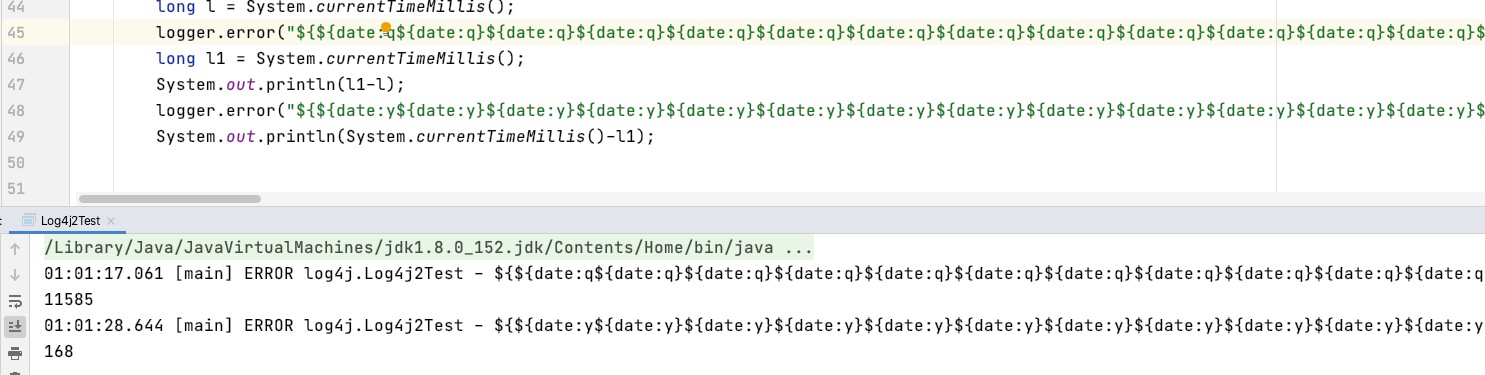 44 long l = System.currentTimeMillis();
45 logger.error("${${date:q${date:q}${date:q}${date:q}${date:q}${date:q}${date:q}${date:q}${date:q}${date:q}${date:q}${date:q}${date:q}$
46 long l1 = System.currentTimeMillis();
47 System.out.println(l1-l);
48 logger.error("${${date:y${date:y}${date:y}${date:y}${date:y}${date:y}${date:y}${date:y}${date:y}${date:y}${date:y}${date:y}${date:y}$
49 System.out.println(System.currentTimeMillis()-l1);
50
51
: Log4j2Test ×
/Library/Java/JavaVirtualMachines/jdk1.8.0_152.jdk/Contents/Home/bin/java ...
01:01:17.061 [main] ERROR log4j.Log4j2Test - ${${date:q${date:q}${date:q}${date:q}${date:q}${date:q}${date:q}${date:q}${date:q}${date:q}${date:q
11585
01:01:28.644 [main] ERROR log4j.Log4j2Test - ${${date:y${date:y}${date:y}${date:y}${date:y}${date:y}${date:y}${date:y}${date:y}${date:y}${date:y
168